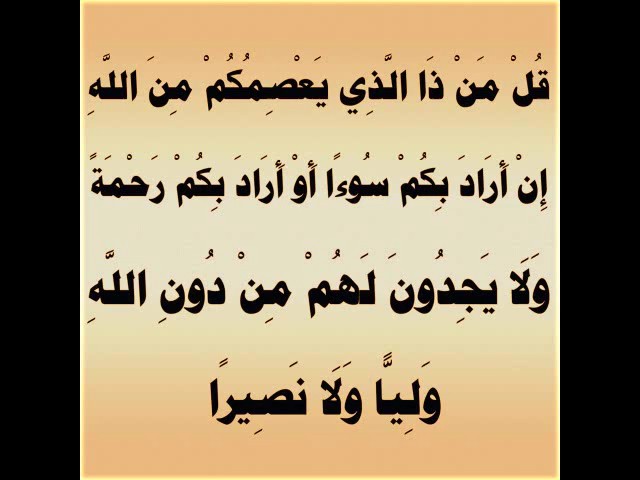 قُلْ مَنْ ذَا الَّذِي يَعْصِمُكُمْ مِنَ اللَّهِ
إِنْ أَرَادَ بِكُمْ سُوءًا أَوْ أَرَادَ بِكُمْ رَحْمَةً
وَلَا يَجِدُونَ لَهُمْ مِنْ دُونِ اللَّهِ
وَلِيًّا وَلَا نَصِيرًا